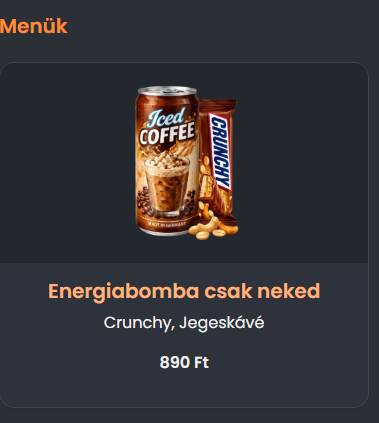 Menük
Iced
COFFEE
CRUNCHY
Energiabomba csak neked
Crunchy, Jegeskávé
890 Ft